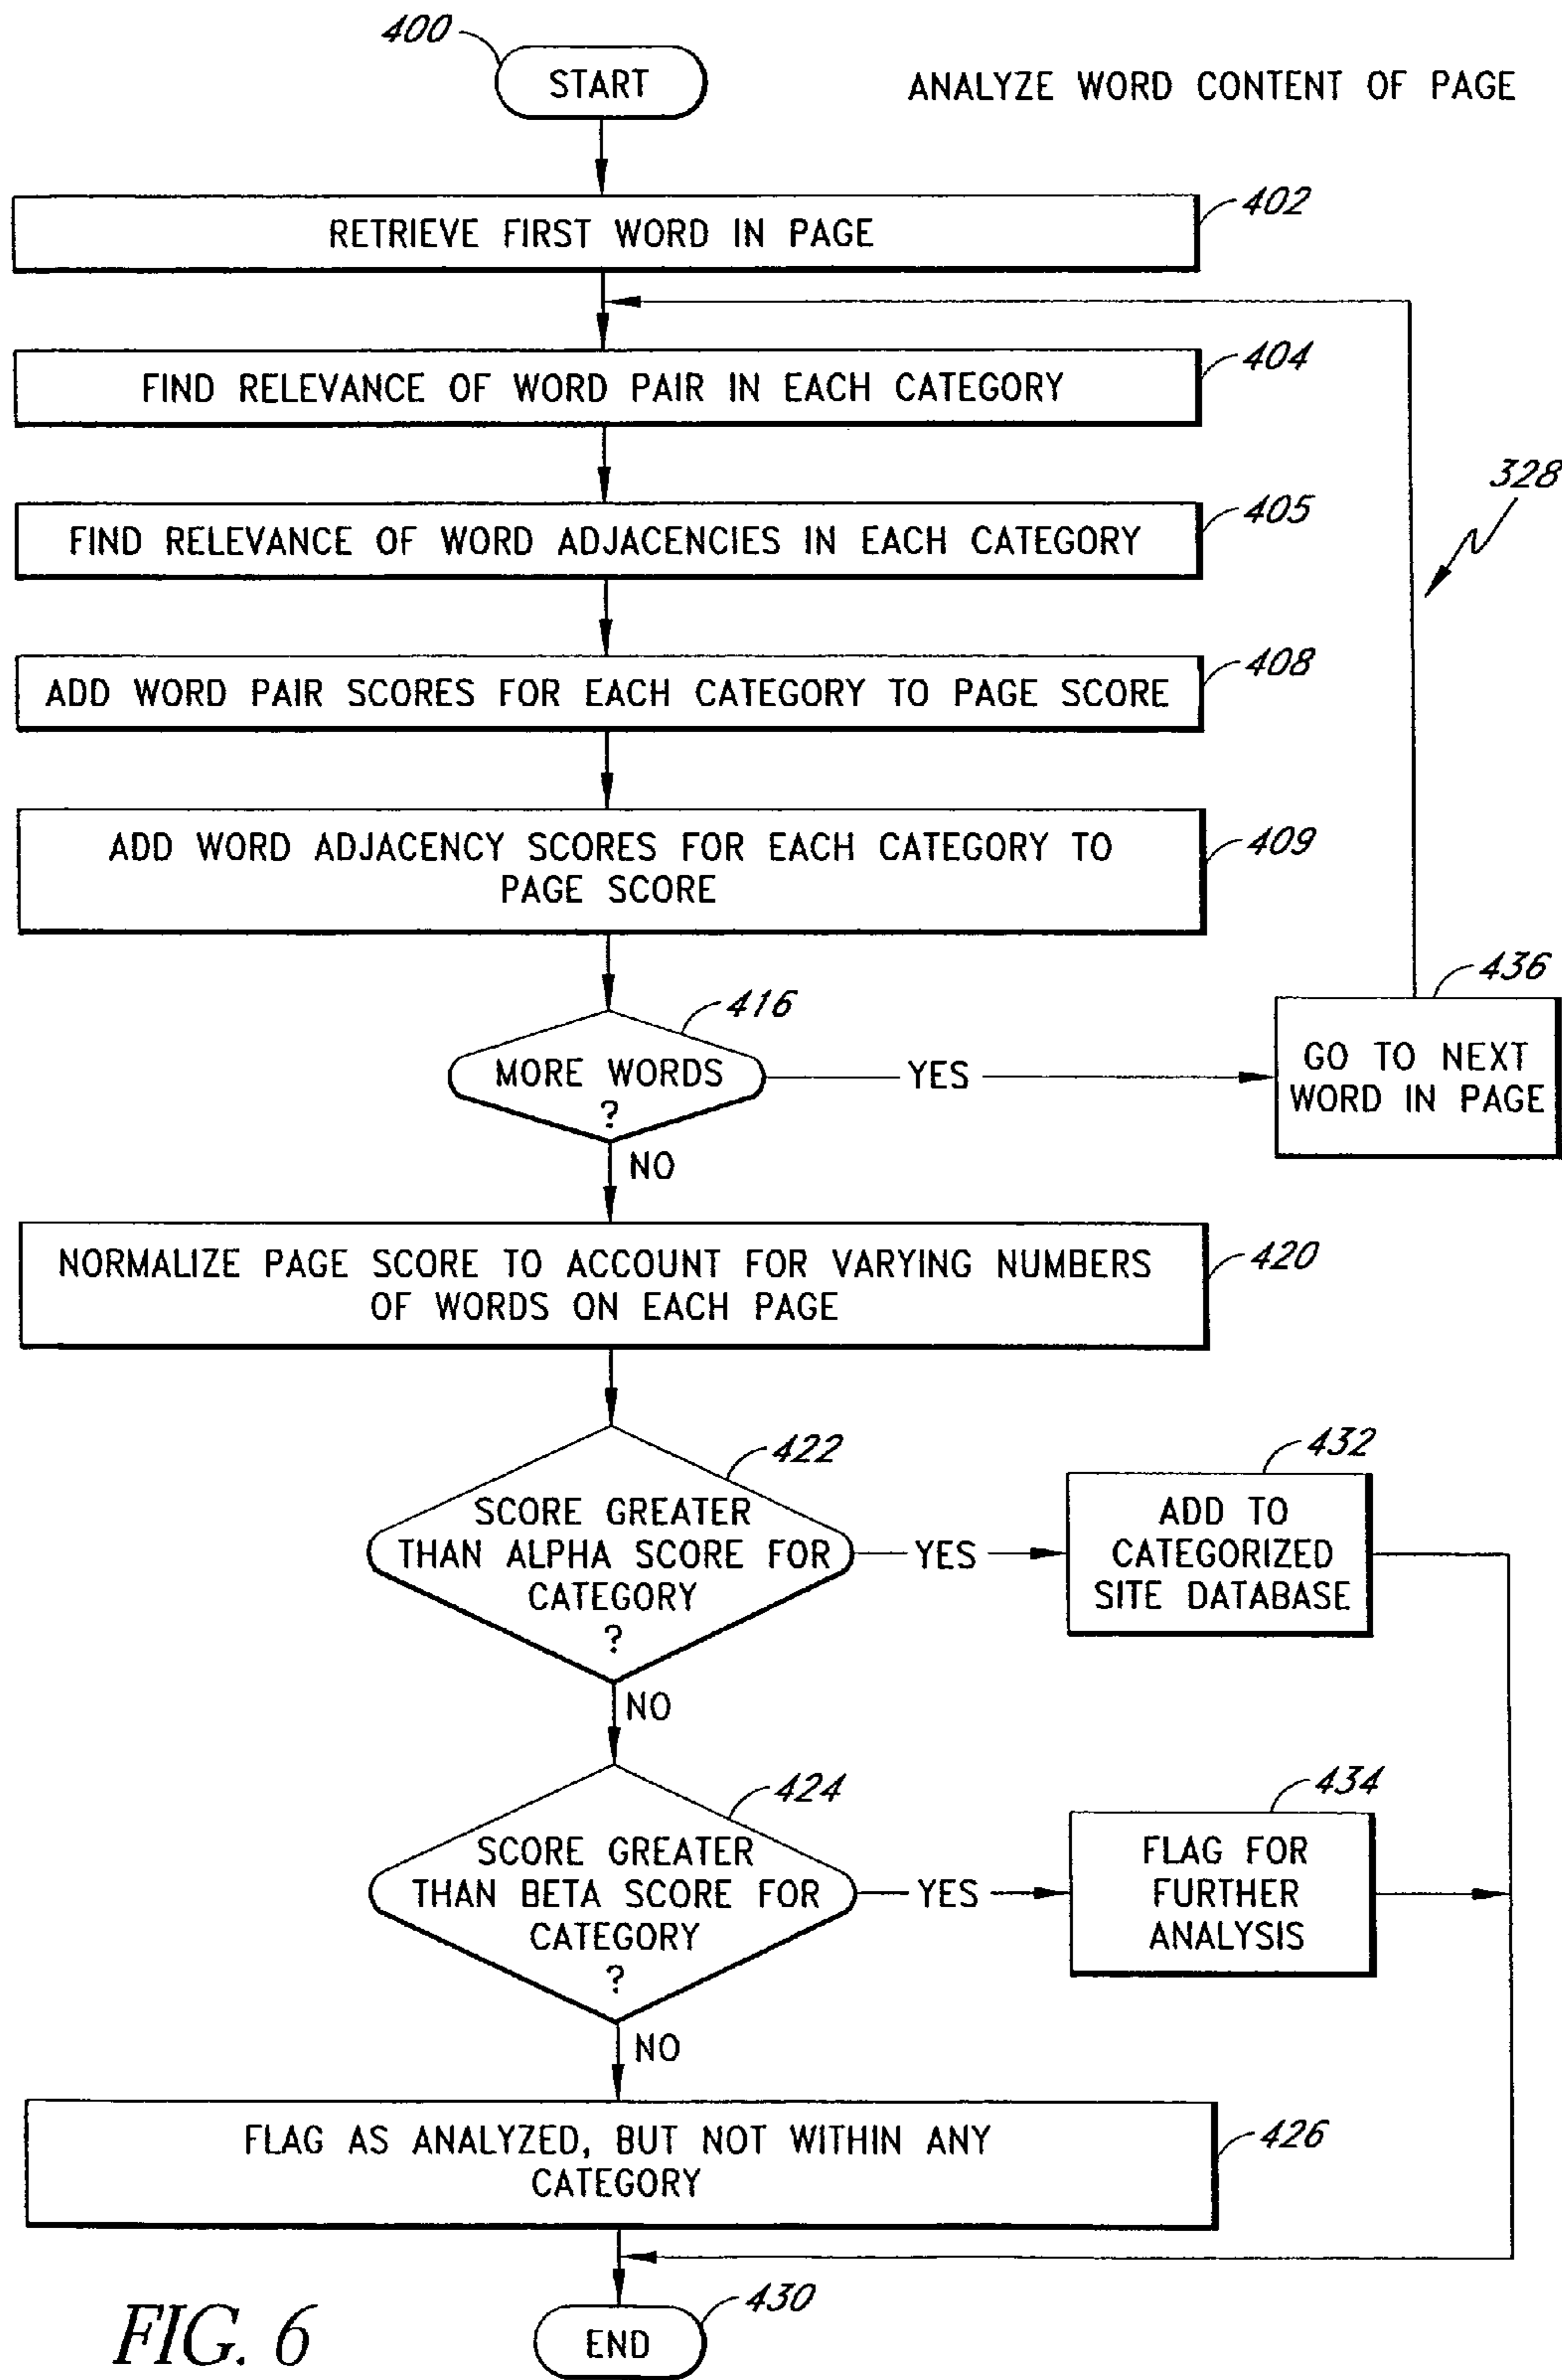 400
START
ANALYZE WORD CONTENT OF PAGE
402
RETRIEVE FIRST WORD IN PAGE
404
FIND RELEVANCE OF WORD PAIR IN EACH CATEGORY
328
405
FIND RELEVANCE OF WORD ADJACENCIES IN EACH CATEGORY
408
ADD WORD PAIR SCORES FOR EACH CATEGORY TO PAGE SCORE
409
ADD WORD ADJACENCY SCORES FOR EACH CATEGORY TO
PAGE SCORE
416
MORE WORDS
?
YES
436
GO TO NEXT
WORD IN PAGE
NO
420
NORMALIZE PAGE SCORE TO ACCOUNT FOR VARYING NUMBERS
OF WORDS ON EACH PAGE
422
SCORE GREATER
THAN ALPHA SCORE FOR
CATEGORY
?
YES
432
ADD TO
CATEGORIZED
SITE DATABASE
NO
424
SCORE GREATER
THAN BETA SCORE FOR
CATEGORY
?
YES
434
FLAG FOR
FURTHER
ANALYSIS
NO
426
FLAG AS ANALYZED, BUT NOT WITHIN ANY
CATEGORY
430
END
FIG. 6